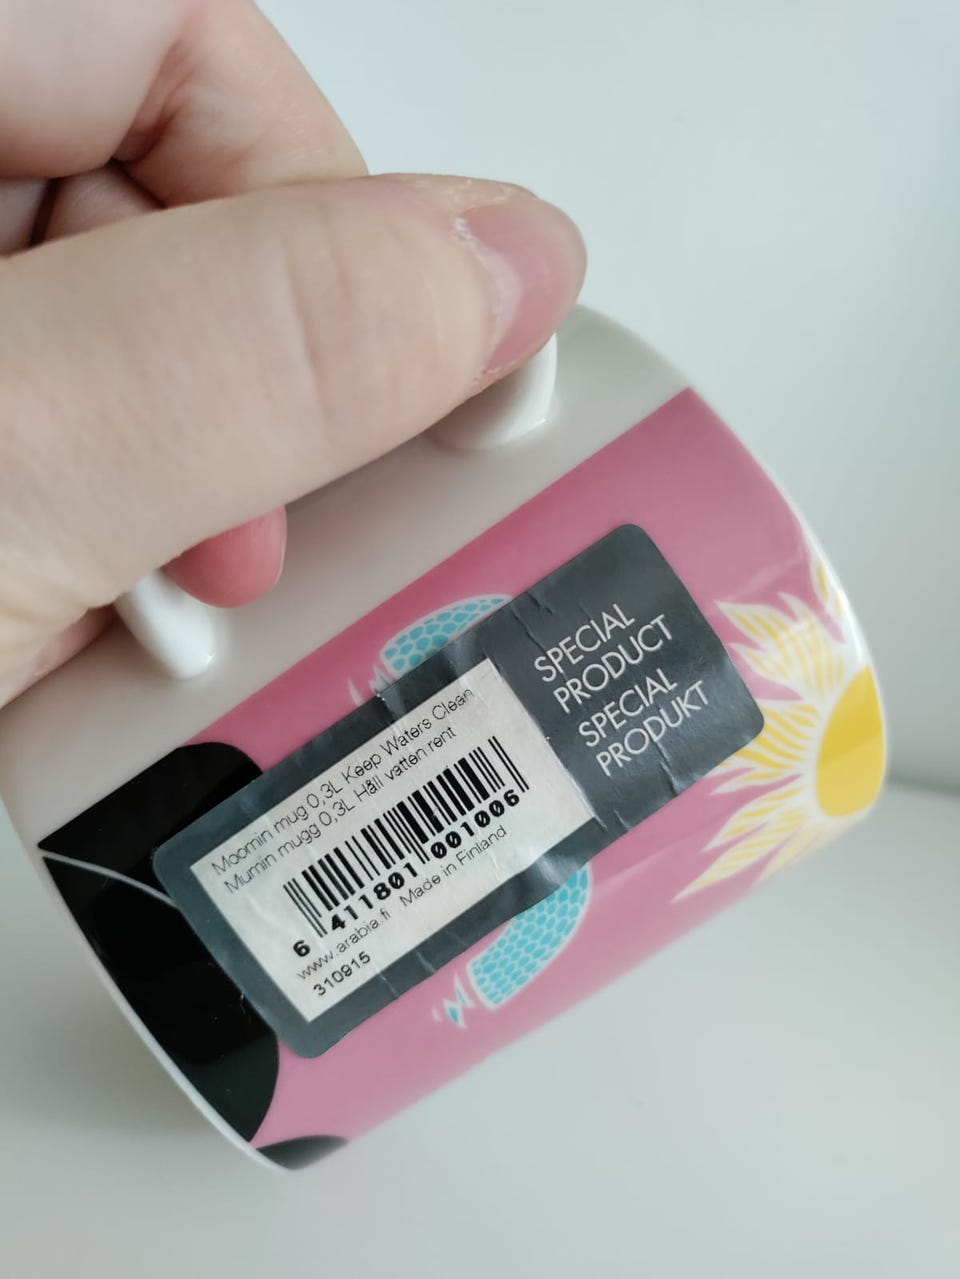 Moomin mug 0,3L Keep Waters Clean
Mumin mugg 0,3L Håll vatten rent
6 411801 001006
www.arabia.fi Made in Finland
310915
SPECIAL
PRODUCT
SPECIAL
PRODUKT